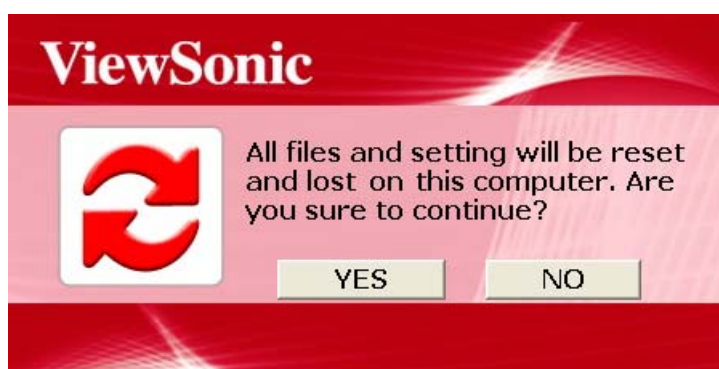 ViewSonic
All files and setting will be reset
and lost on this computer. Are
you sure to continue?
YES NO